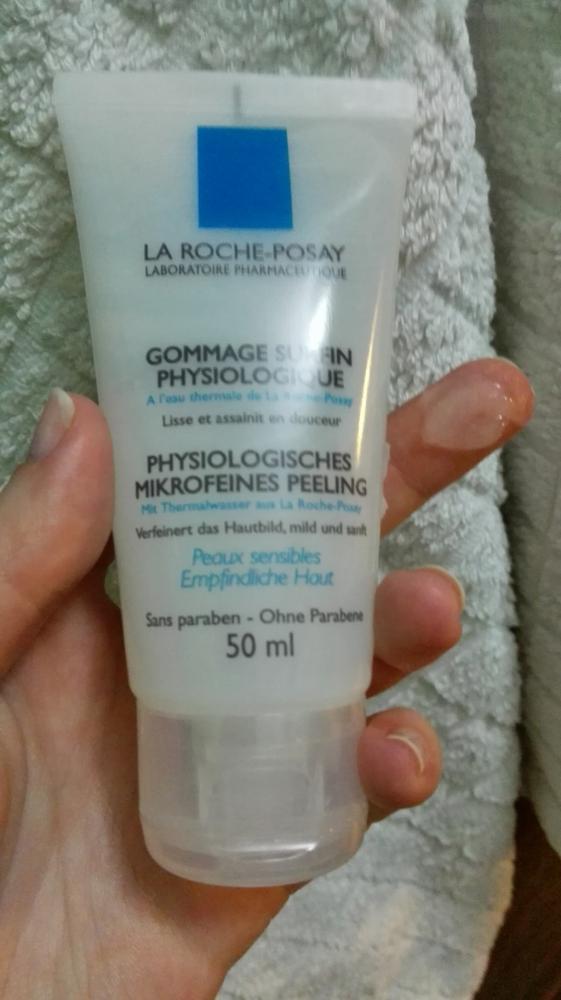 LA ROCHE-POSAY
LABORATOIRE PHARMACEUTIQUE
GOMMAGE SURFIN
PHYSIOLOGIQUE
A l'eau thermale de La Roche-Posay
Lisse et assainit en douceur
PHYSIOLOGISCHES
MIKROFEINES PEELING
Mit Thermalwasser aus La Roche-Posay
Verfeinert das Hautbild, mild und sanft
Peaux sensibles
Empfindliche Haut
Sans paraben - Ohne Parabene
50 ml